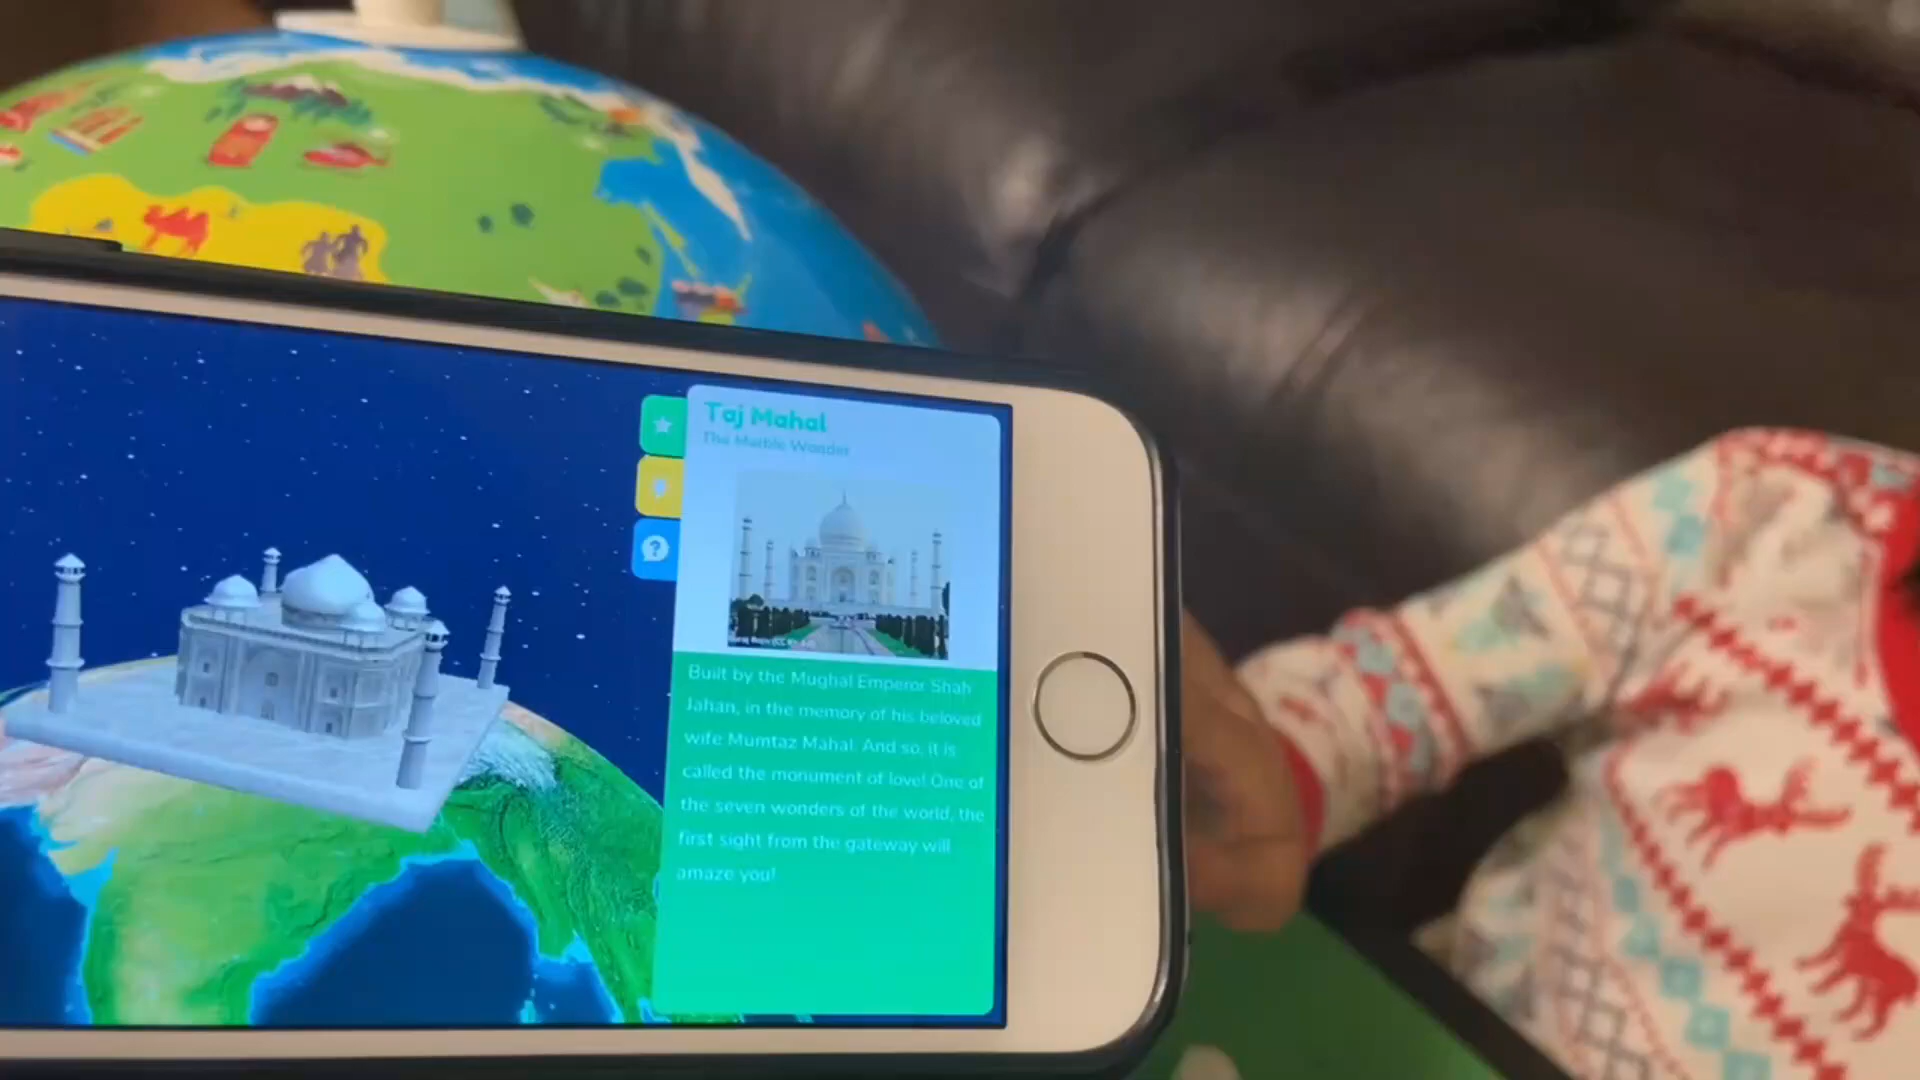 Taj Mahal
The Marble Wonder
Built by the Mughal Emperor Shah
Jahan, in the memory of his beloved
wife Mumtaz Mahal. And so, it is
called the monument of love! One of
the seven wonders of the world, the
first sight from the gateway will
amaze you!